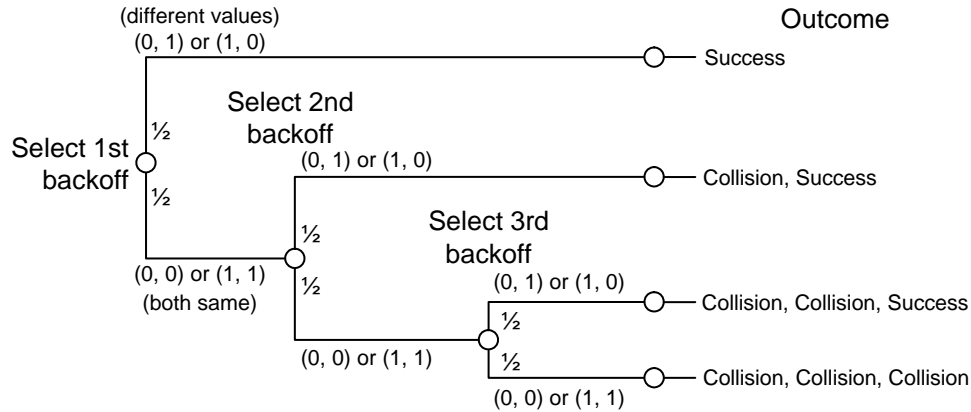 (different values)
(0, 1) or (1, 0)
Outcome
Success
Select 2nd
backoff
½
Select 1st
backoff
½
(0, 1) or (1, 0)
Collision, Success
Select 3rd
backoff
½
(0, 0) or (1, 1)
(both same)
½
(0, 1) or (1, 0)
Collision, Collision, Success
½
(0, 0) or (1, 1)
½
Collision, Collision, Collision
(0, 0) or (1, 1)